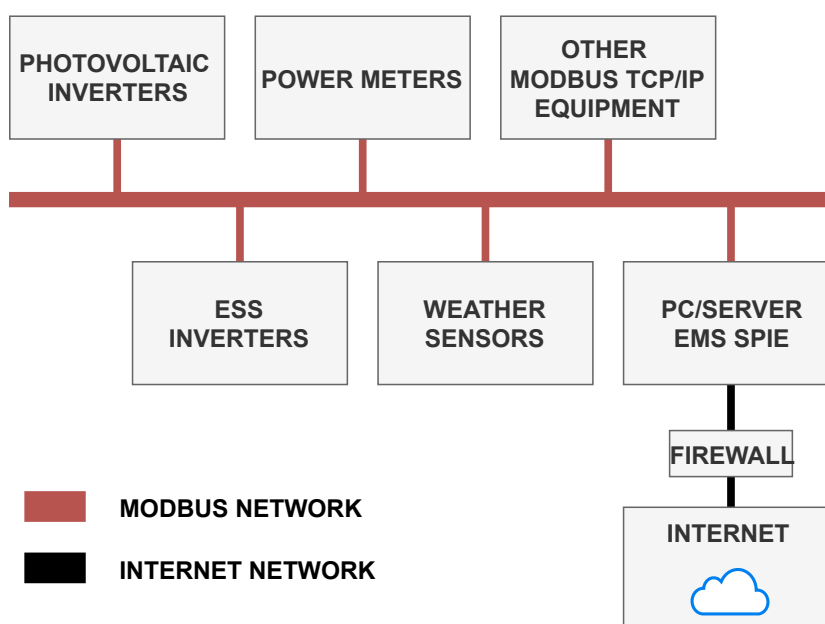 PHOTOVOLTAIC
INVERTERS
POWER METERS
OTHER
MODBUS TCP/IP
EQUIPMENT
ESS
INVERTERS
WEATHER
SENSORS
PC/SERVER
EMS SPIE
FIREWALL
INTERNET
MODBUS NETWORK
INTERNET NETWORK